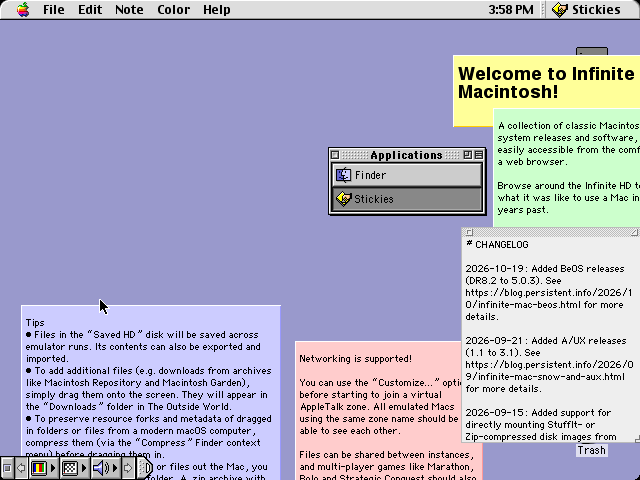 File Edit Note Color Help 3:58 PM Stickies
Welcome to Infinite
Macintosh!
A collection of classic Macintos
system releases and software,
easily accessible from the comf
a web browser.
Browse around the Infinite HD to
what it was like to use a Mac in
years past.
Applications
Finder
Stickies
# CHANGELOG
2026-10-19: Added BeOS releases
(DR8.2 to 5.0.3). See
https://blog.persistent.info/2026/1
0/infinite-mac-beos.html for more
details.
2026-09-21: Added A/UX releases
(1.1 to 3.1). See
https://blog.persistent.info/2026/0
9/infinite-mac-snow-and-aux.html
for more details.
2026-09-15: Added support for
directly mounting StuffIt- or
Zip-compressed disk images from
Trash
Tips
● Files in the “Saved HD” disk will be saved across
emulator runs. Its contents can also be exported and
imported.
● To add additional files (e.g. downloads from archives
like Macintosh Repository and Macintosh Garden),
simply drag them onto the screen. They will appear
in the “Downloads” folder in The Outside World.
● To preserve resource forks and metadata of dragged
in folders or files from a modern macOS computer,
compress them (via the “Compress” Finder context
menu) before dragging them in.
or files out the Mac, you
folder. A .zip archive with
Networking is supported!
You can use the “Customize...” optio
before starting to join a virtual
AppleTalk zone. All emulated Macs
using the same zone name should be
able to see each other.
Files can be shared between instances,
and multi-player games like Marathon,
Bolo and Strategic Conquest should also